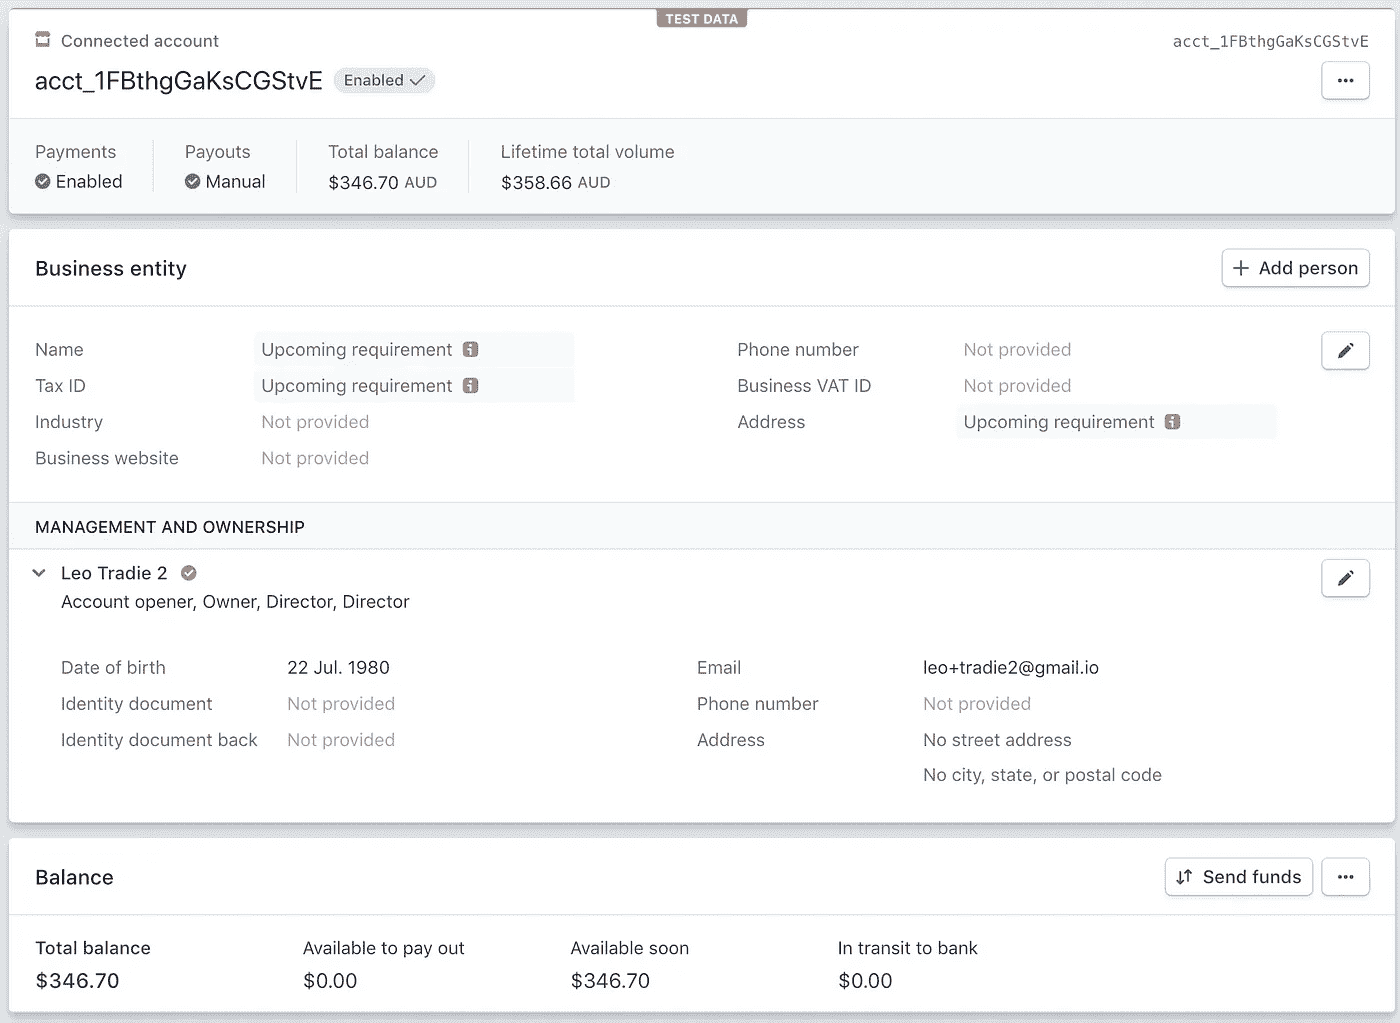 TEST DATA
Connected account
acct_1FBthgGaKsCGStvE
acct_1FBthgGaKsCGStvE Enabled
Payments Payouts Total balance Lifetime total volume
Enabled Manual $346.70 AUD $358.66 AUD
Business entity
+ Add person
Name Upcoming requirement Phone number Not provided
Tax ID Upcoming requirement Business VAT ID Not provided
Industry Not provided Address Upcoming requirement
Business website Not provided
MANAGEMENT AND OWNERSHIP
Leo Tradie 2
Account opener, Owner, Director, Director
Date of birth 22 Jul. 1980 Email leo+tradie2@gmail.io
Identity document Not provided Phone number Not provided
Identity document back Not provided Address No street address
No city, state, or postal code
Balance
Send funds
Total balance Available to pay out Available soon In transit to bank
$346.70 $0.00 $346.70 $0.00